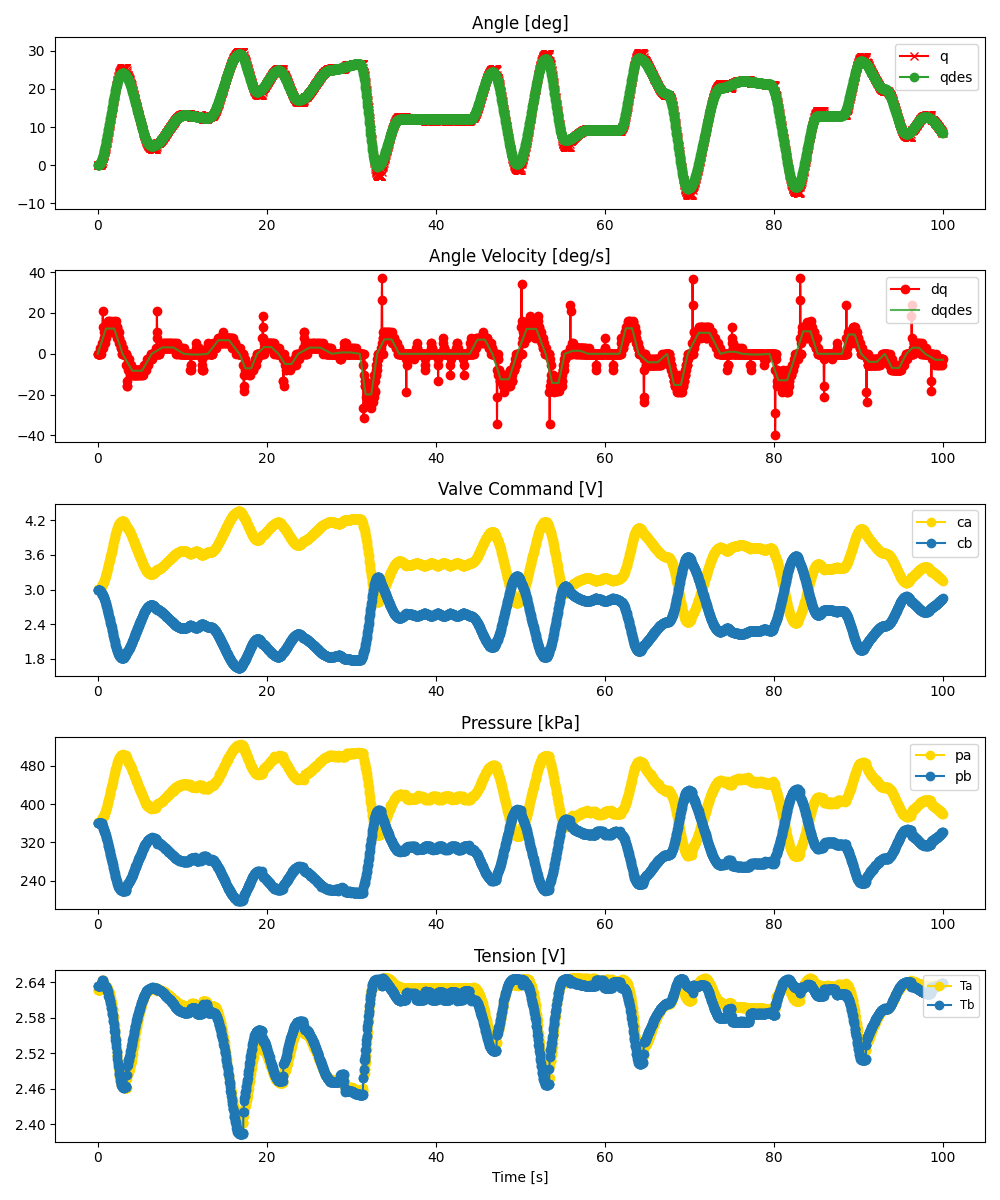 Angle [deg]
30
20
10
0
−10
q
qdes
0 20 40 60 80 100
Angle Velocity [deg/s]
40
20
0
−20
−40
dq
dqdes
0 20 40 60 80 100
Valve Command [V]
4.2
3.6
3.0
2.4
1.8
ca
cb
0 20 40 60 80 100
Pressure [kPa]
480
400
320
240
pa
pb
0 20 40 60 80 100
Tension [V]
2.64
2.58
2.52
2.46
2.40
Ta
Tb
0 20 40 60 80 100
Time [s]